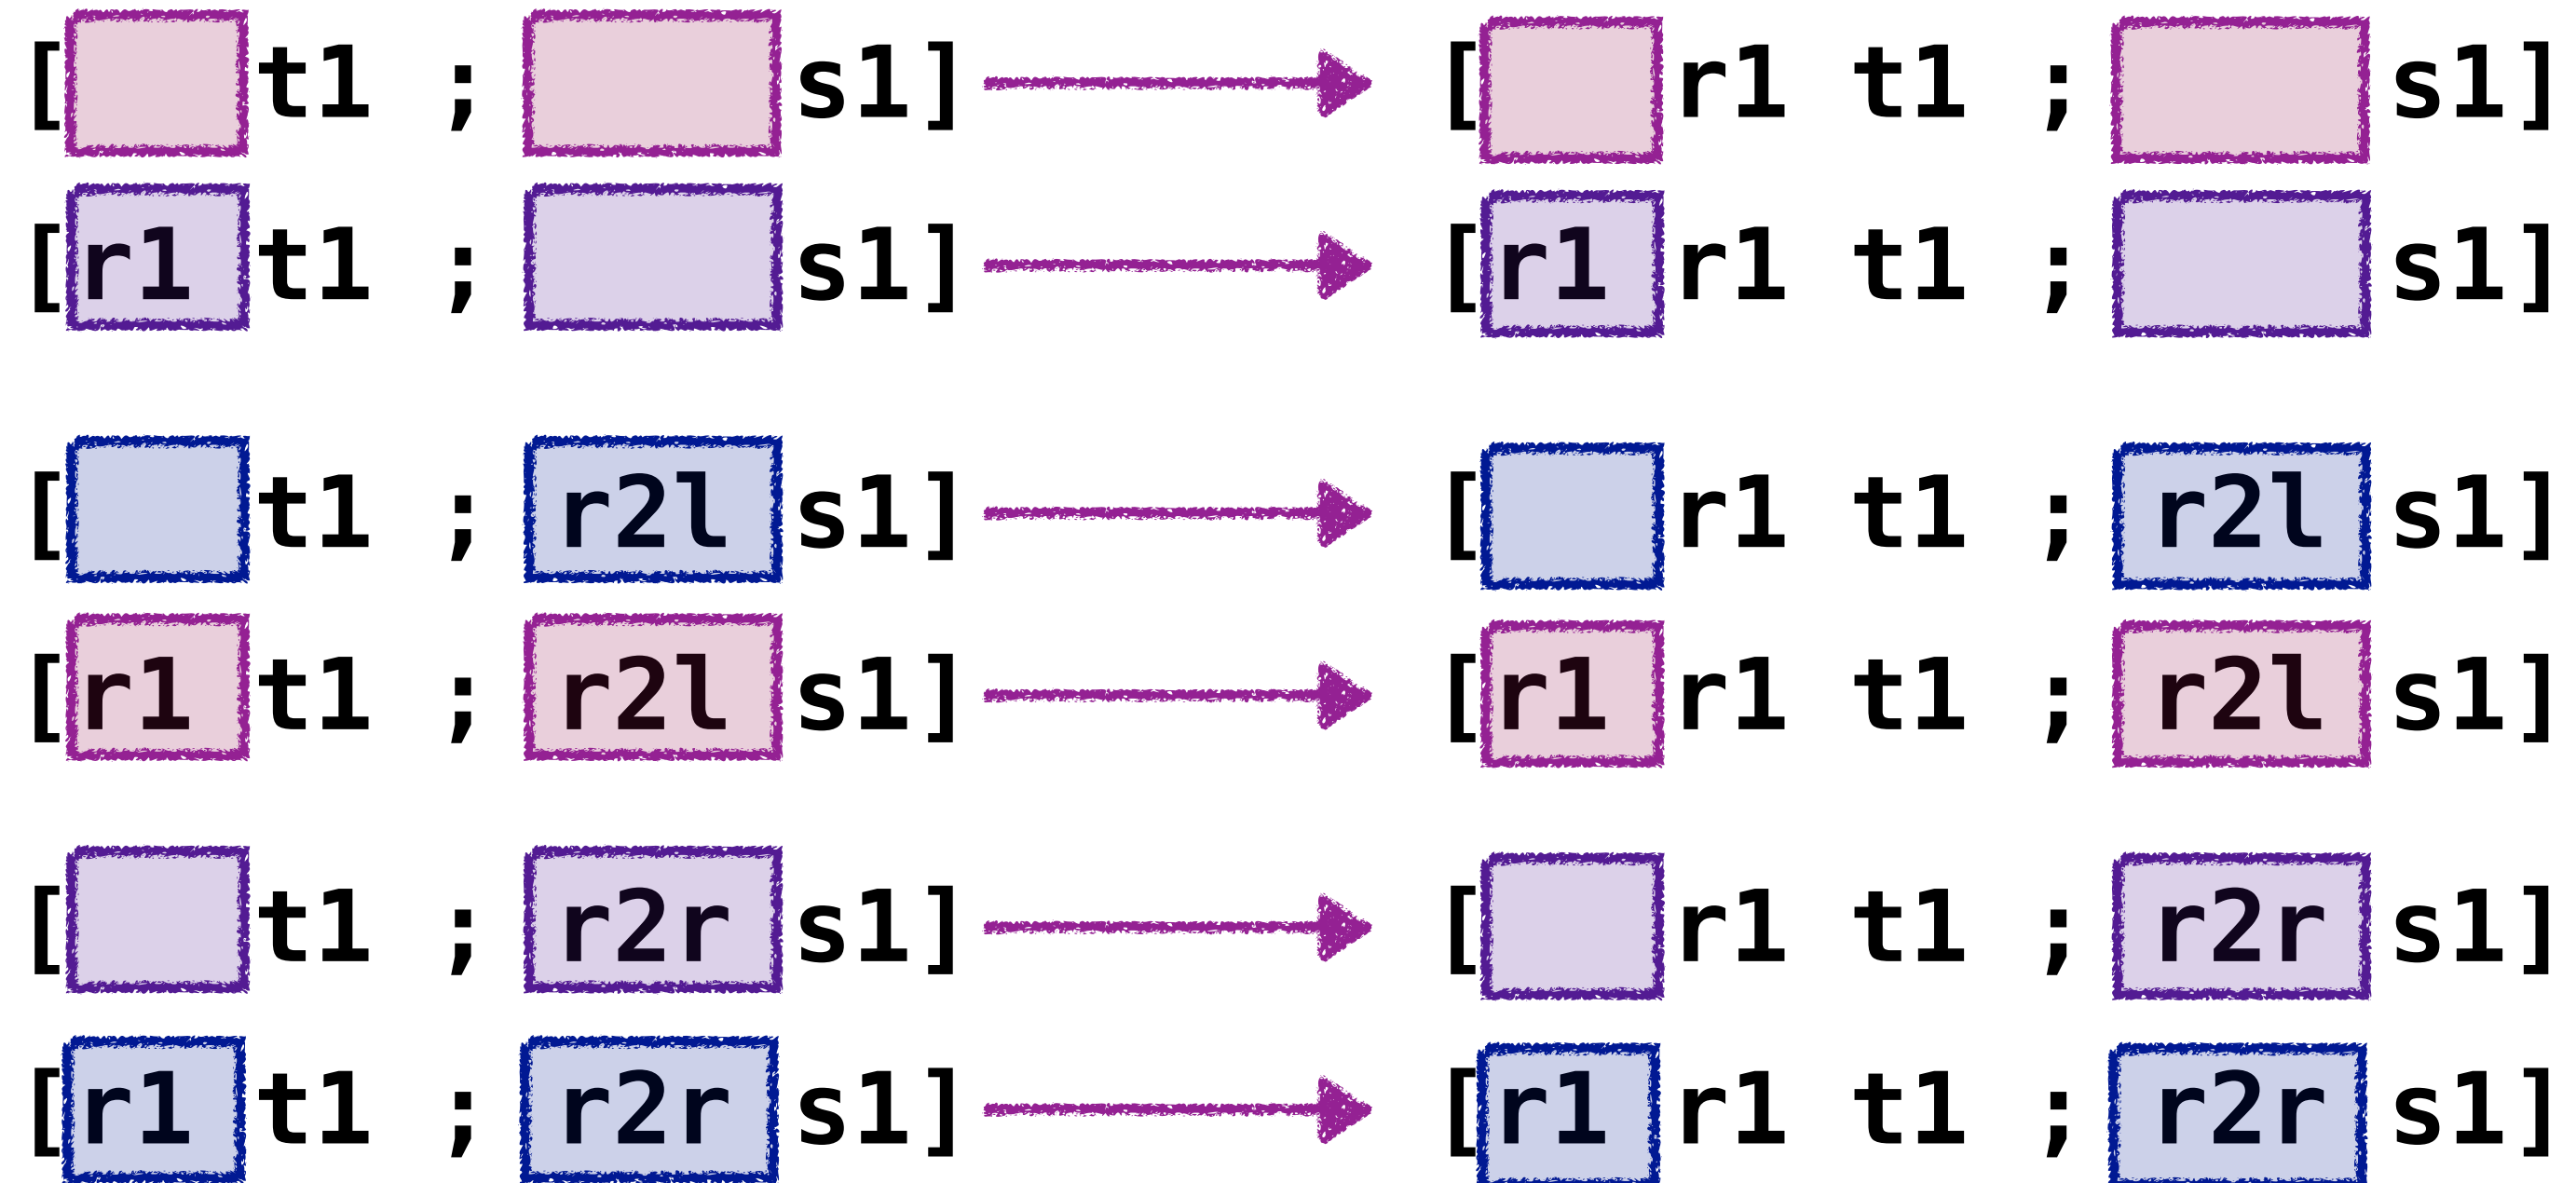 [ t1 ; s1] [ r1 t1 ; s1]
[r1 t1 ; s1] [r1 r1 t1 ; s1]
[ t1 ; r2l s1] [ r1 t1 ; r2l s1]
[r1 t1 ; r2l s1] [r1 r1 t1 ; r2l s1]
[ t1 ; r2r s1] [ r1 t1 ; r2r s1]
[r1 t1 ; r2r s1] [r1 r1 t1 ; r2r s1]